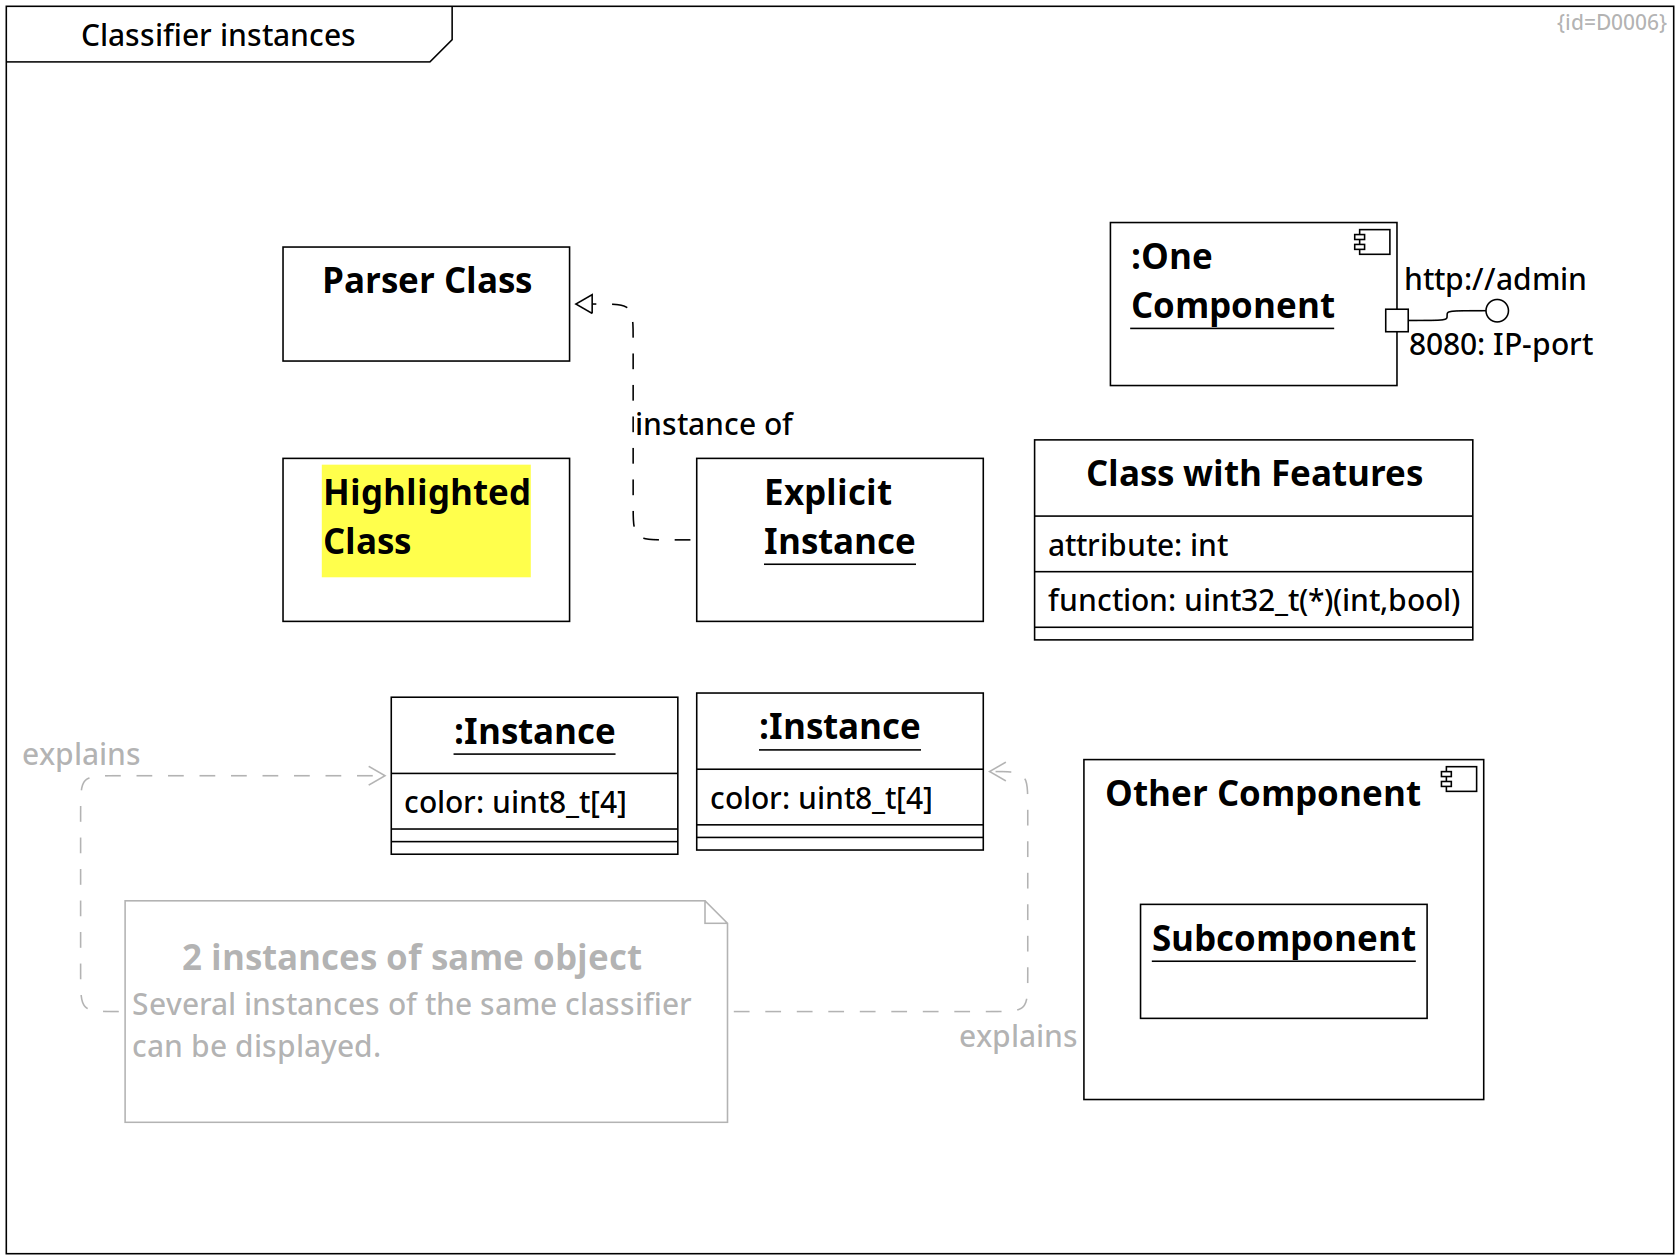 Classifier instances
{id=D0006}
Parser Class
:One
Component
http://admin
8080: IP-port
instance of
Highlighted
Class
Explicit
Instance
Class with Features
attribute: int
function: uint32_t(*)(int,bool)
:Instance
color: uint8_t[4]
:Instance
color: uint8_t[4]
explains
Other Component
Subcomponent
2 instances of same object
Several instances of the same classifier
can be displayed.
explains